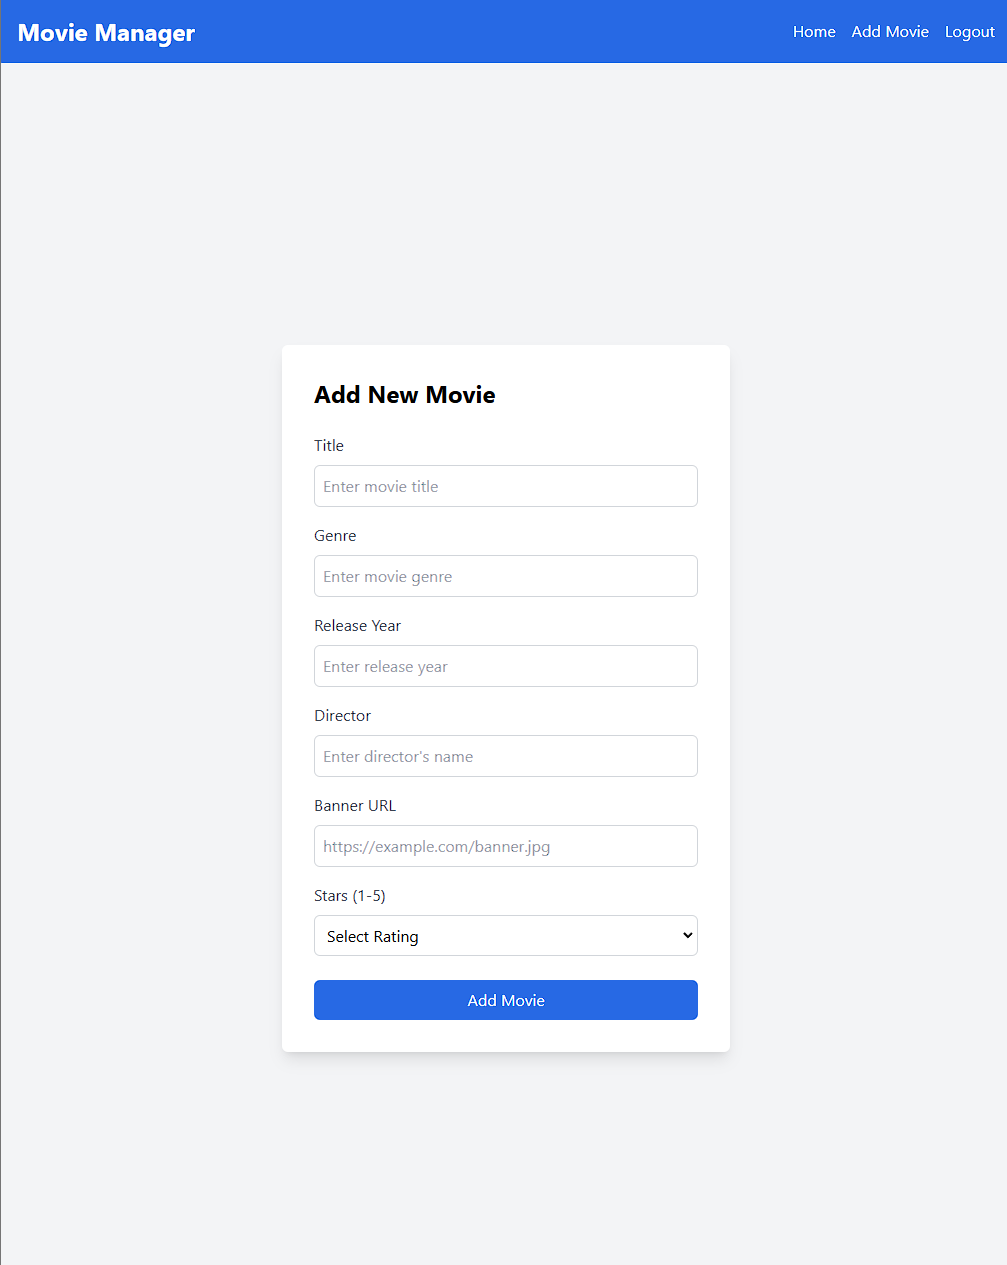 Movie Manager
Home Add Movie Logout
Add New Movie
Title
Enter movie title
Genre
Enter movie genre
Release Year
Enter release year
Director
Enter director's name
Banner URL
https://example.com/banner.jpg
Stars (1-5)
Select Rating
Add Movie